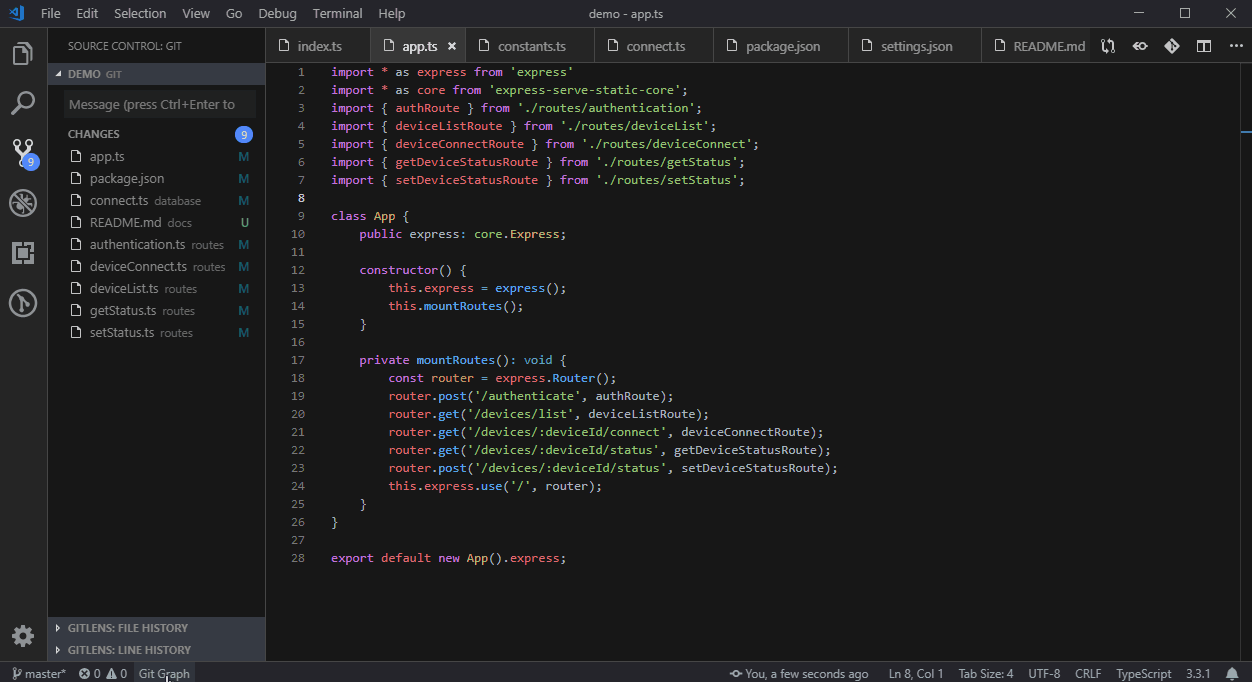 File Edit Selection View Go Debug Terminal Help demo - app.ts
SOURCE CONTROL: GIT
DEMO GIT
Message (press Ctrl+Enter to
CHANGES 9
9
app.ts M
package.json M
connect.ts database M
README.md docs U
authentication.ts routes M
deviceConnect.ts routes M
deviceList.ts routes M
getStatus.ts routes M
setStatus.ts routes M
GITLENS: FILE HISTORY
GITLENS: LINE HISTORY
index.ts app.ts × constants.ts connect.ts package.json settings.json README.md
1 import * as express from 'express'
2 import * as core from 'express-serve-static-core';
3 import { authRoute } from './routes/authentication';
4 import { deviceListRoute } from './routes/deviceList';
5 import { deviceConnectRoute } from './routes/deviceConnect';
6 import { getDeviceStatusRoute } from './routes/getStatus';
7 import { setDeviceStatusRoute } from './routes/setStatus';
8
9 class App {
10     public express: core.Express;
11
12     constructor() {
13         this.express = express();
14         this.mountRoutes();
15     }
16
17     private mountRoutes(): void {
18         const router = express.Router();
19         router.post('/authenticate', authRoute);
20         router.get('/devices/list', deviceListRoute);
21         router.get('/devices/:deviceId/connect', deviceConnectRoute);
22         router.get('/devices/:deviceId/status', getDeviceStatusRoute);
23         router.post('/devices/:deviceId/status', setDeviceStatusRoute);
24         this.express.use('/', router);
25     }
26 }
27
28 export default new App().express;
master* 0 0 Git Graph You, a few seconds ago Ln 8, Col 1 Tab Size: 4 UTF-8 CRLF TypeScript 3.3.1